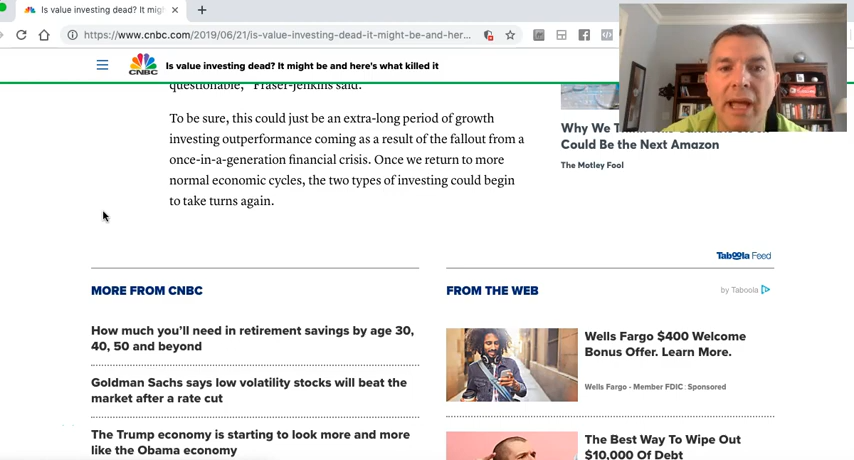 Is value investing dead? It migh
https://www.cnbc.com/2019/06/21/is-value-investing-dead-it-might-be-and-her...
CNBC
Is value investing dead? It might be and here's what killed it
questionable," Fraser-Jenkins said.
To be sure, this could just be an extra-long period of growth
investing outperformance coming as a result of the fallout from a
once-in-a-generation financial crisis. Once we return to more
normal economic cycles, the two types of investing could begin
to take turns again.
Why We
Could Be the Next Amazon
The Motley Fool
Taboola Feed
MORE FROM CNBC
How much you'll need in retirement savings by age 30,
40, 50 and beyond
Goldman Sachs says low volatility stocks will beat the
market after a rate cut
The Trump economy is starting to look more and more
like the Obama economy
FROM THE WEB
by Taboola
Wells Fargo $400 Welcome
Bonus Offer. Learn More.
Wells Fargo - Member FDIC | Sponsored
The Best Way To Wipe Out
$10,000 Of Debt